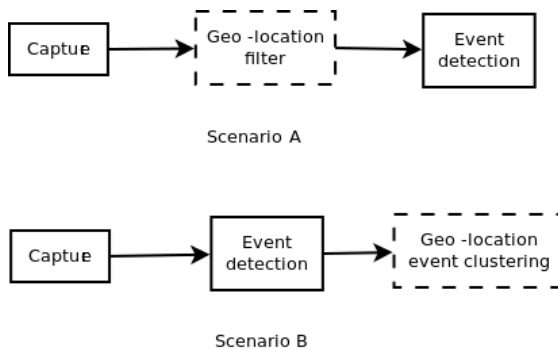 Captue
Geo -location
filter
Event
detection
Scenario A
Captue
Event
detection
Geo -location
event clustering
Scenario B